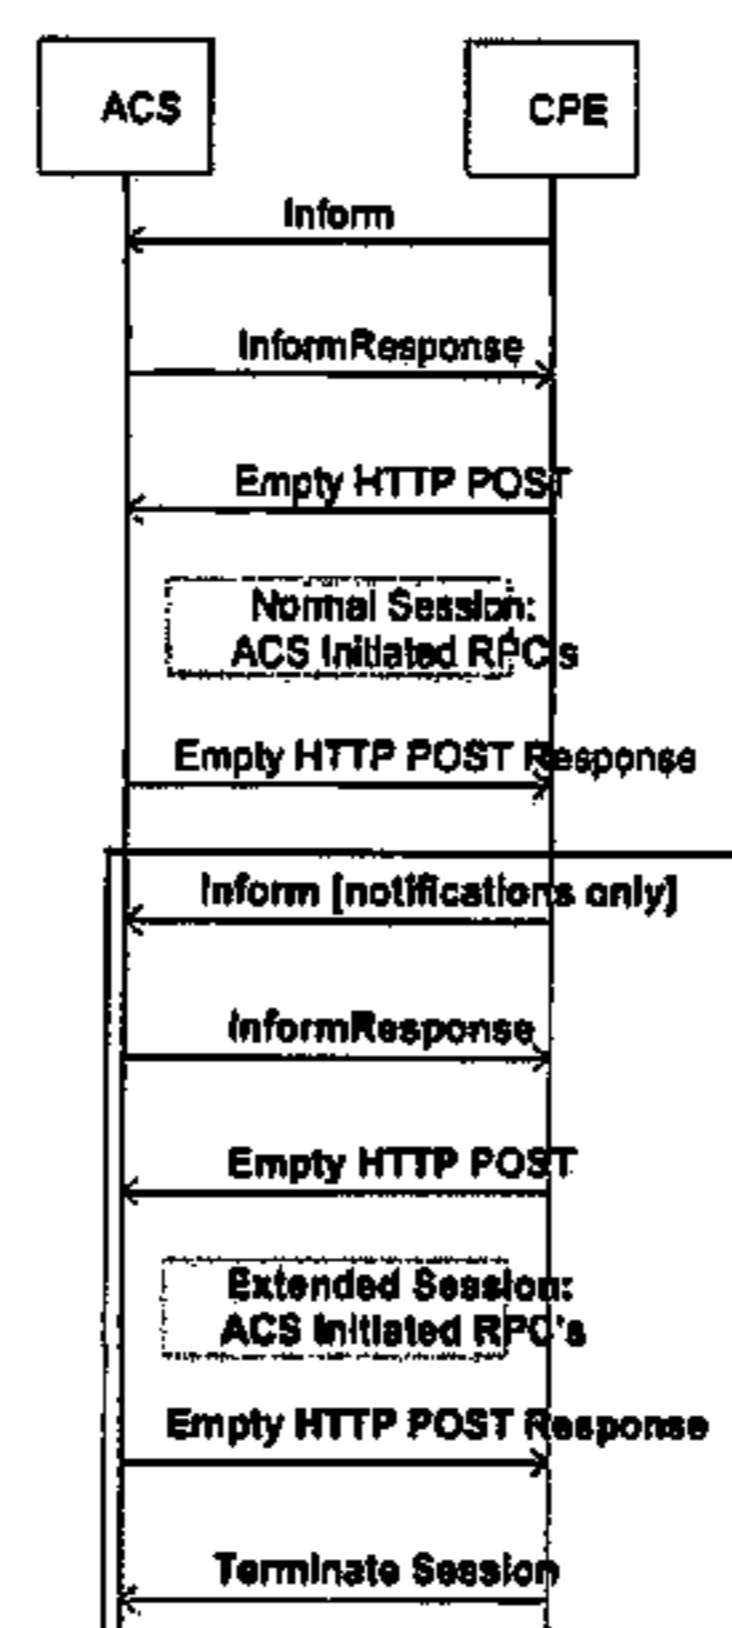 ACS
CPE
Inform
InformResponse
Empty HTTP POST
Normal Session:
ACS Initiated RPC's
Empty HTTP POST Response
Inform [notifications only]
InformResponse
Empty HTTP POST
Extended Session:
ACS Initiated RPC's
Empty HTTP POST Response
Terminate Session